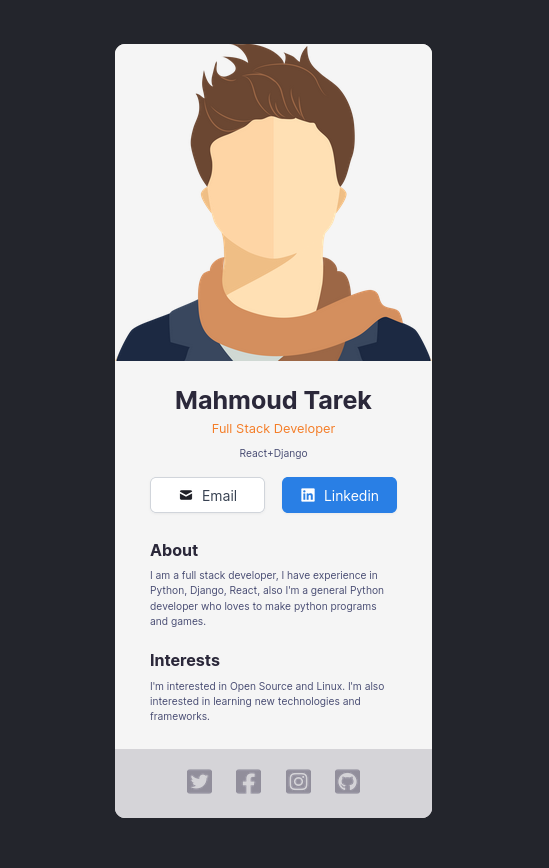 Mahmoud Tarek
Full Stack Developer
React+Django
Email
Linkedin
About
I am a full stack developer, I have experience in
Python, Django, React, also I'm a general Python
developer who loves to make python programs
and games.
Interests
I'm interested in Open Source and Linux. I'm also
interested in learning new technologies and
frameworks.